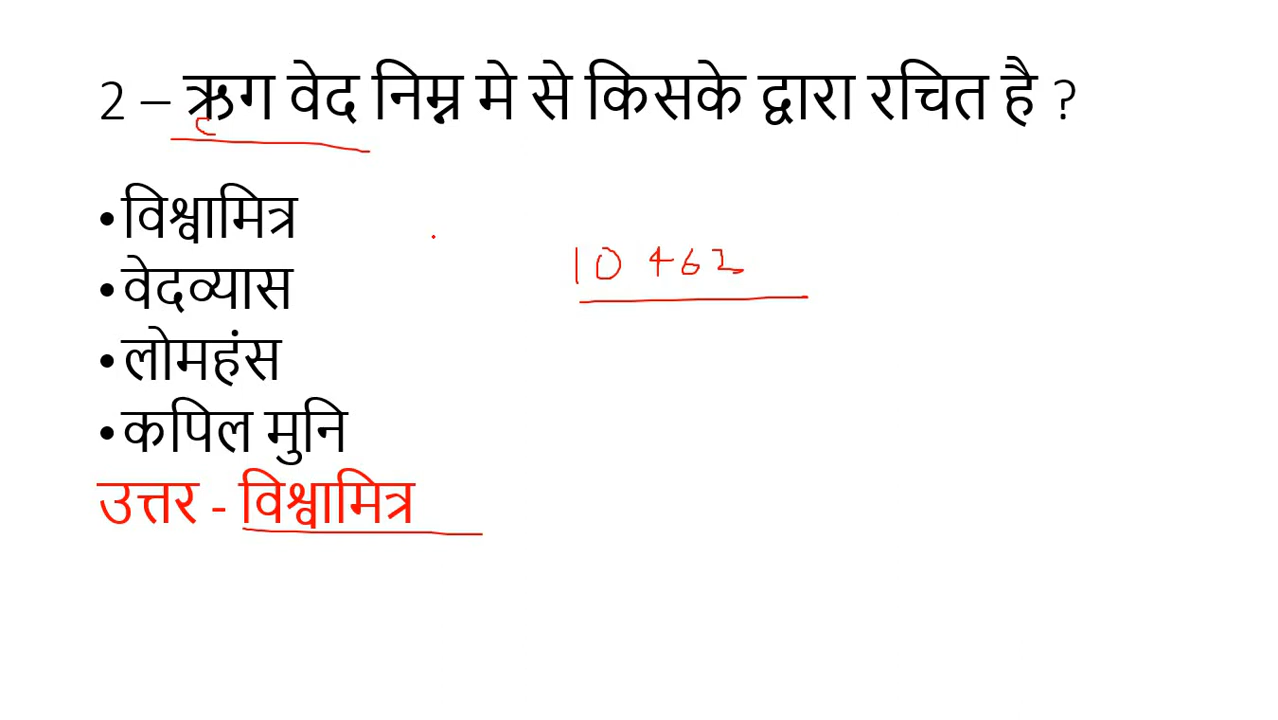 2 – ऋग वेद निम्न मे से किसके द्वारा रचित है ?
•विश्वामित्र
10 462
•वेदव्यास
•लोमहंस
•कपिल मुनि
उत्तर - विश्वामित्र